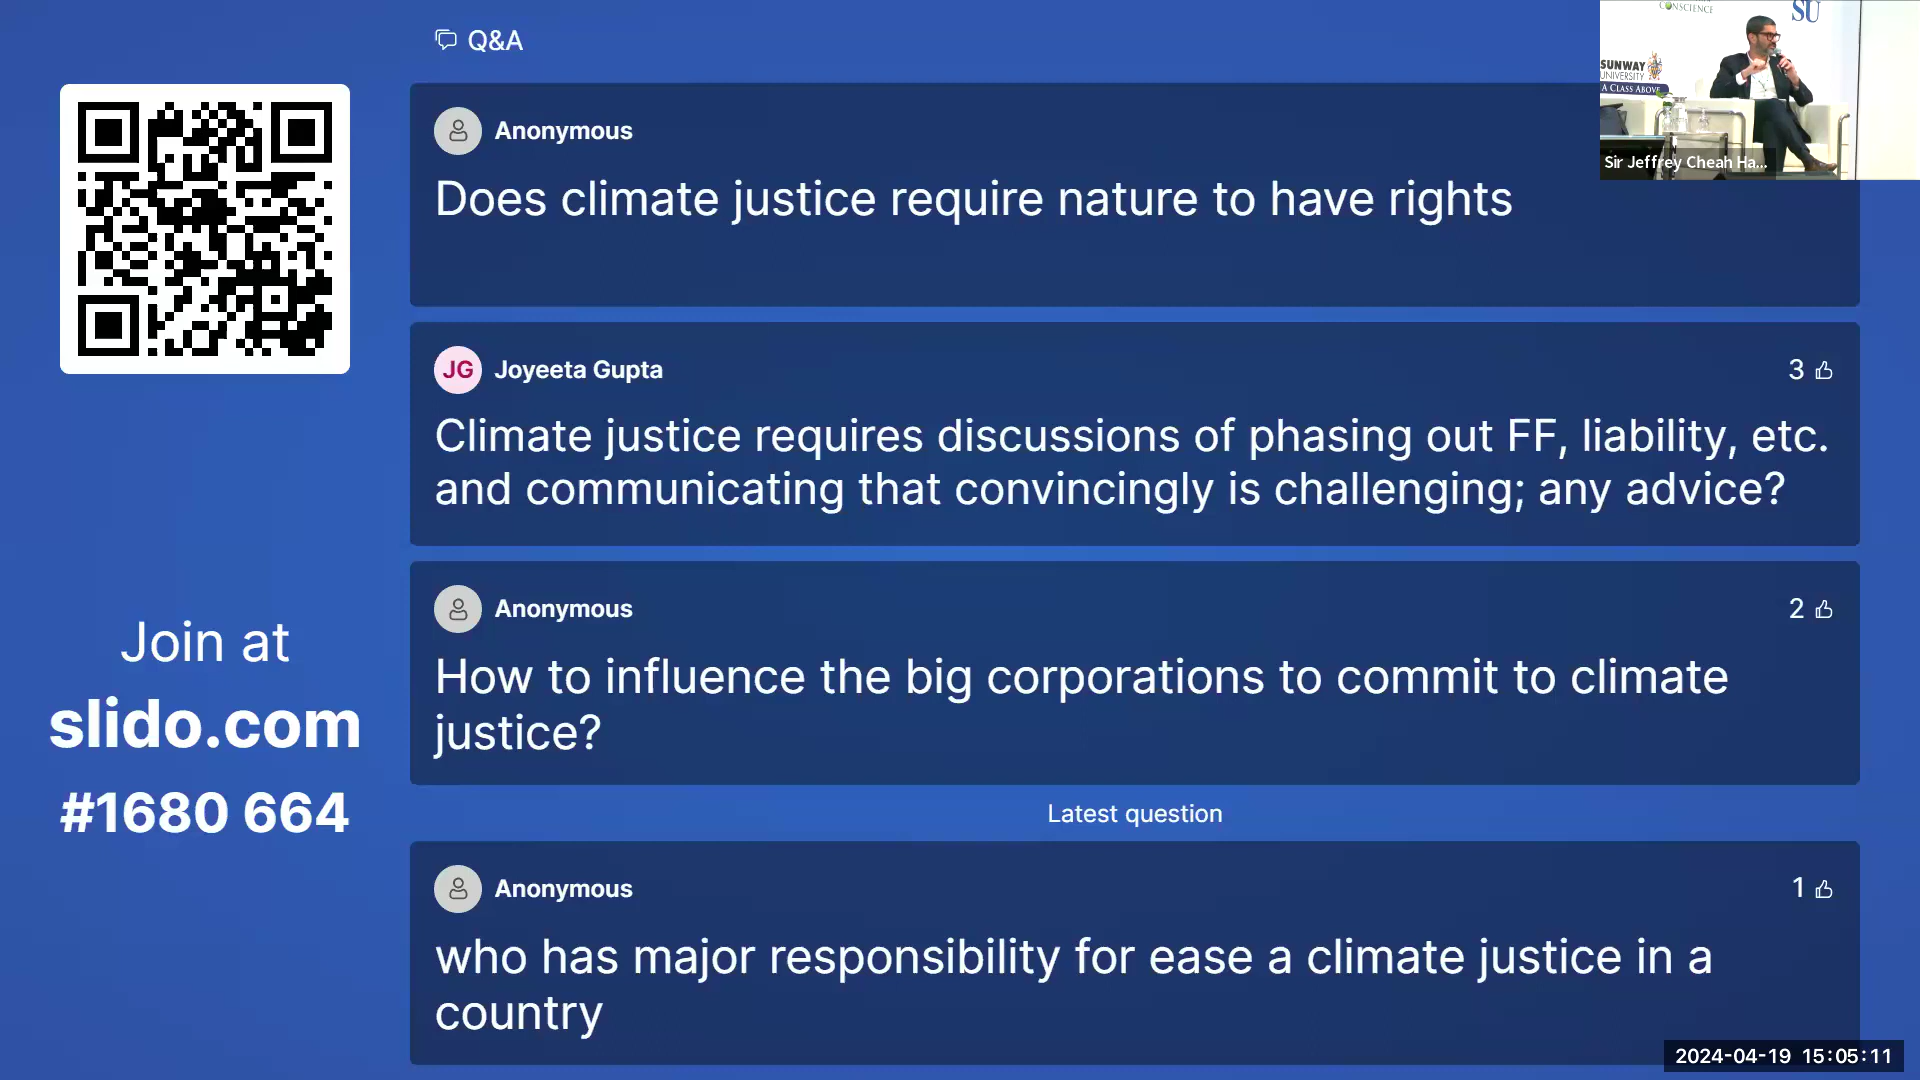 Q&A
Anonymous
Does climate justice require nature to have rights
CONSCIENCE
SU
SUNWAY
UNIVERSITY
A CLASS ABOVE
Sir Jeffrey Cheah Ha...
JG Joyeeta Gupta
3
Climate justice requires discussions of phasing out FF, liability, etc.
and communicating that convincingly is challenging; any advice?
Anonymous
2
How to influence the big corporations to commit to climate
justice?
Join at
slido.com
#1680 664
Latest question
Anonymous
1
who has major responsibility for ease a climate justice in a
country
2024-04-19 15:05:11